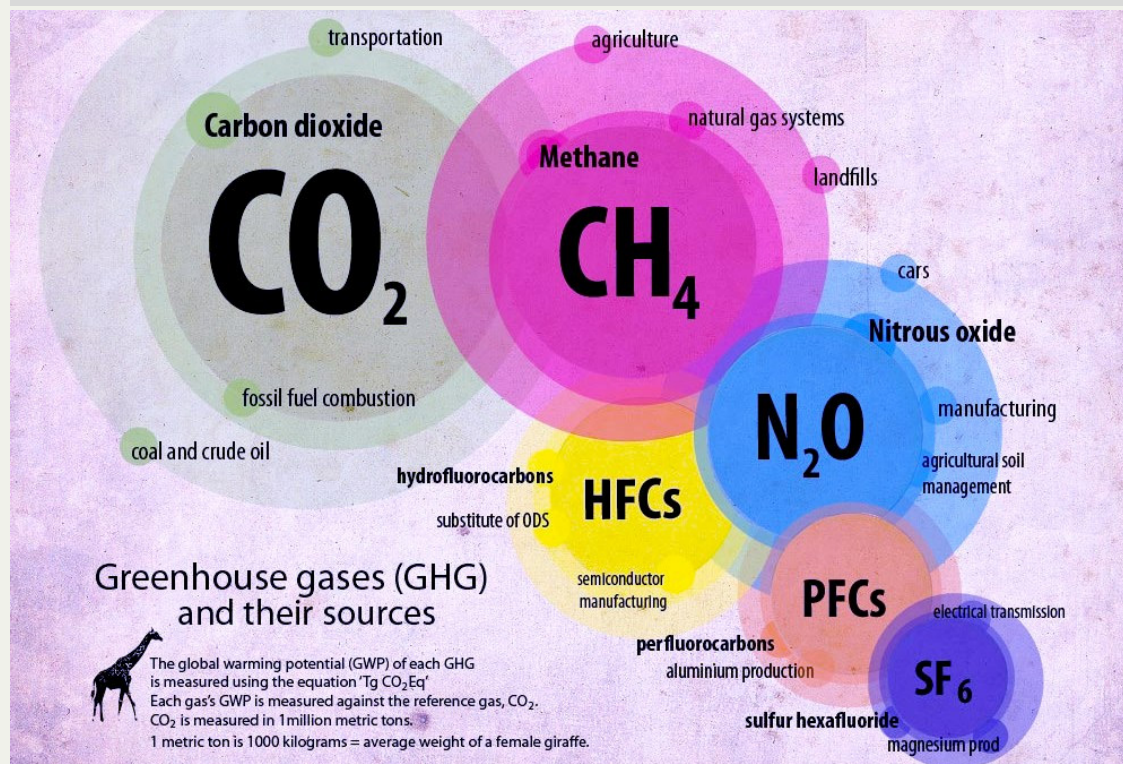 transportation
Carbon dioxide
CO2
fossil fuel combustion
coal and crude oil
agriculture
natural gas systems
Methane
landfills
CH4
cars
Nitrous oxide
N2O
manufacturing
agricultural soil
management
hydrofluorocarbons
HFCs
substitute of ODS
semiconductor
manufacturing
PFCs
perfluorocarbons
aluminium production
electrical transmission
SF6
sulfur hexafluoride
magnesium prod
Greenhouse gases (GHG)
and their sources
The global warming potential (GWP) of each GHG
is measured using the equation 'Tg CO2Eq'
Each gas's GWP is measured against the reference gas, CO2.
CO2 is measured in 1million metric tons.
1 metric ton is 1000 kilograms = average weight of a female giraffe.